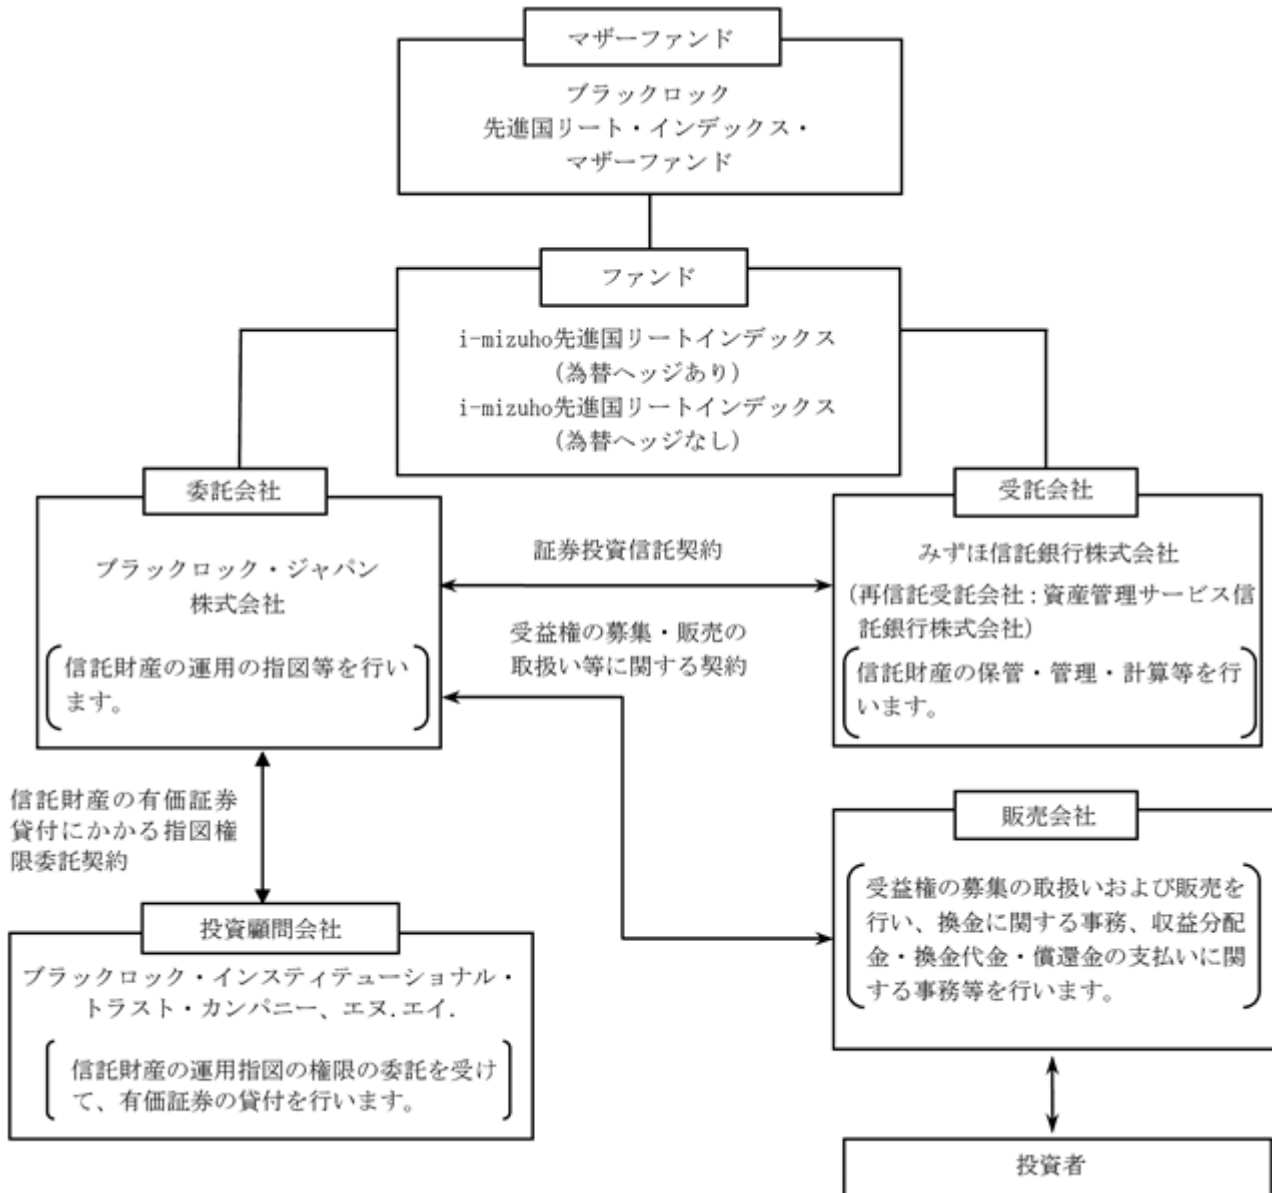 マザーファンド
ブラックロック
先進国リート・インデックス・
マザーファンド
ファンド
i-mizuho先進国リートインデックス
(為替ヘッジあり)
i-mizuho先進国リートインデックス
(為替ヘッジなし)
委託会社
ブラックロック・ジャパン
株式会社
信託財産の運用の指図等を行い
ます。
証券投資信託契約
受益権の募集・販売の
取扱い等に関する契約
受託会社
みずほ信託銀行株式会社
(再信託受託会社:資産管理サービス信
託銀行株式会社)
信託財産の保管・管理・計算等を行
います。
信託財産の有価証券
貸付にかかる指図権
限委託契約
投資顧問会社
ブラックロック・インスティテューショナル・
トラスト・カンパニー、エヌ.エイ.
信託財産の運用指図の権限の委託を受け
て、有価証券の貸付を行います。
販売会社
受益権の募集の取扱いおよび販売を
行い、換金に関する事務、収益分配
金・換金代金・償還金の支払いに関
する事務等を行います。
投資者